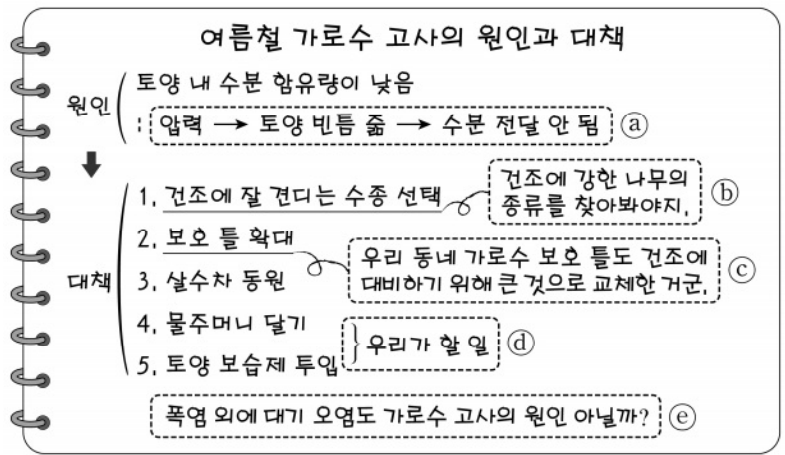 여름철 가로수 고사의 원인과 대책
원인
토양 내 수분 함유량이 낮음
: 압력 → 토양 빈틈 줆 → 수분 전달 안 됨 ⓐ
대책
1. 건조에 잘 견디는 수종 선택
건조에 강한 나무의
종류를 찾아봐야지. ⓑ
2. 보호 틀 확대
우리 동네 가로수 보호 틀도 건조에
대비하기 위해 큰 것으로 교체한 거군. ⓒ
3. 살수차 동원
4. 물주머니 달기
5. 토양 보습제 투입
우리가 할 일 ⓓ
폭염 외에 대기 오염도 가로수 고사의 원인 아닐까? ⓔ